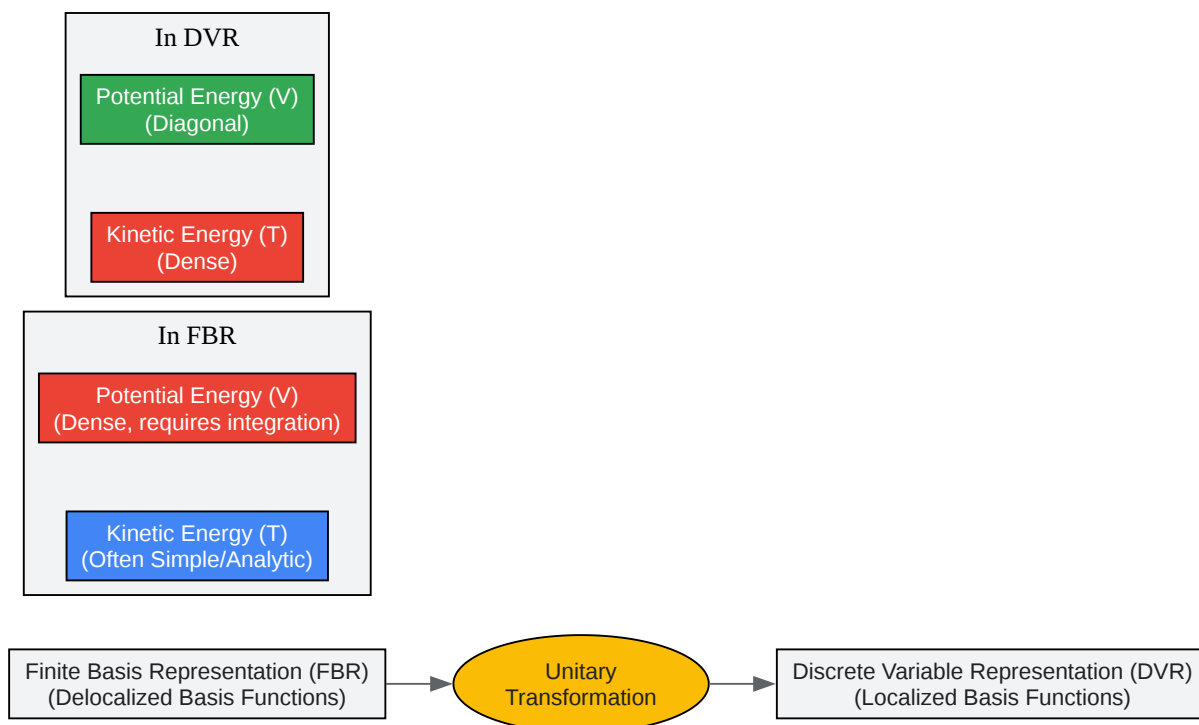 In DVR
Potential Energy (V)
(Diagonal)
Kinetic Energy (T)
(Dense)
In FBR
Potential Energy (V)
(Dense, requires integration)
Kinetic Energy (T)
(Often Simple/Analytic)
Finite Basis Representation (FBR)
(Delocalized Basis Functions)
Unitary
Transformation
Discrete Variable Representation (DVR)
(Localized Basis Functions)